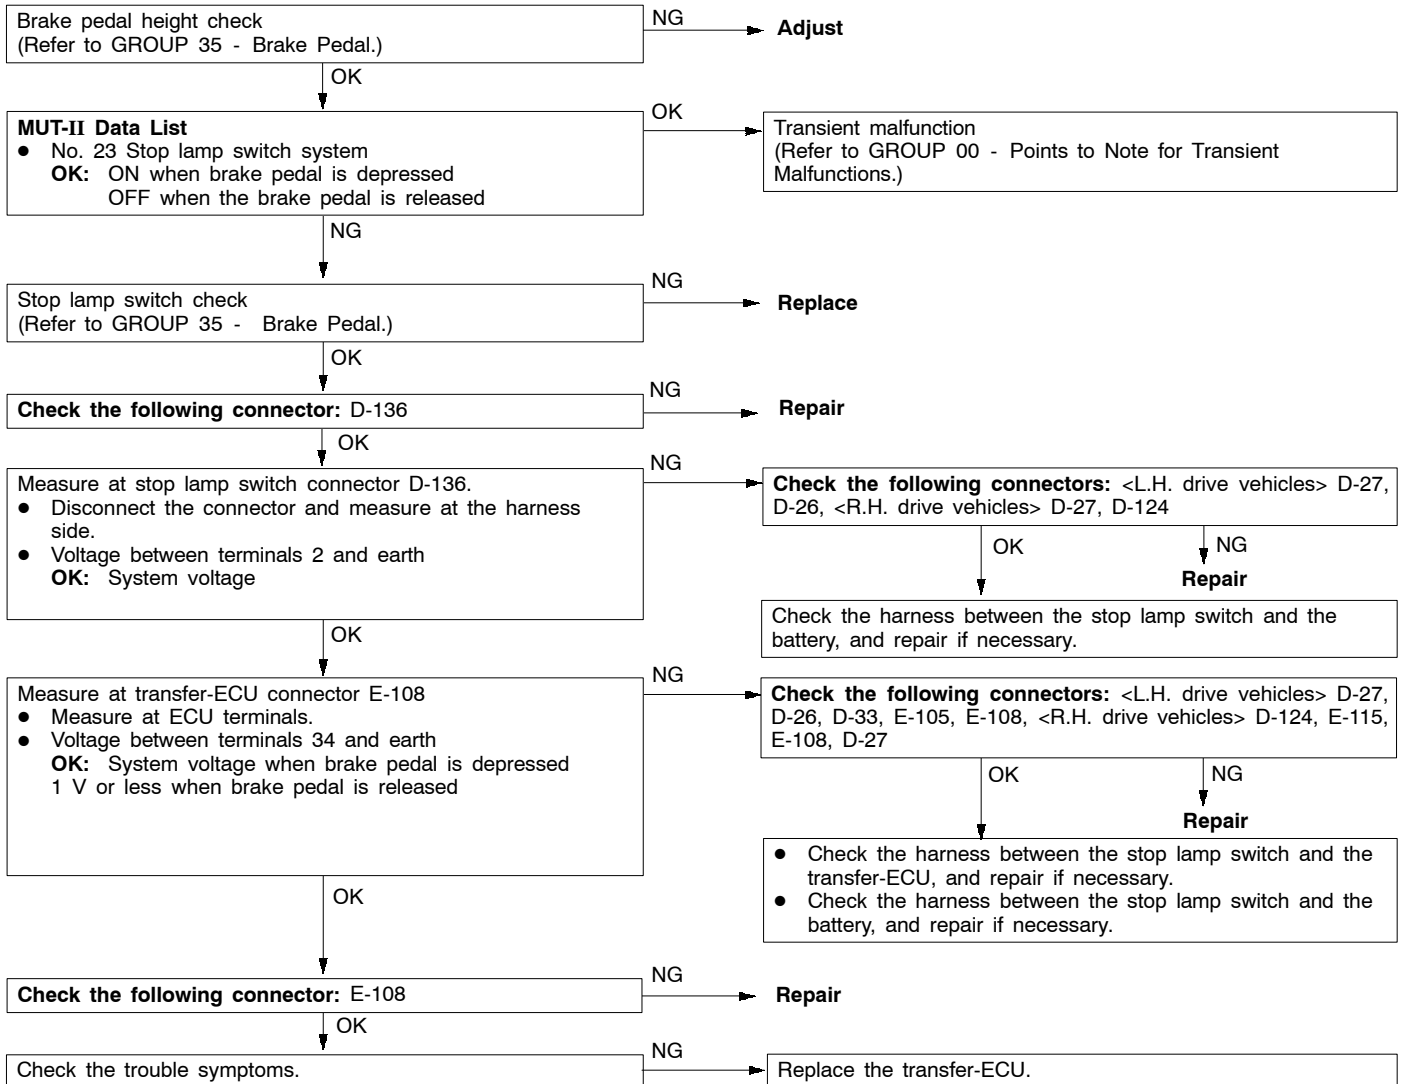 Brake pedal height check
(Refer to GROUP 35 - Brake Pedal.)
NG
Adjust
OK
MUT-II Data List
● No. 23 Stop lamp switch system
OK: ON when brake pedal is depressed
OFF when the brake pedal is released
OK
Transient malfunction
(Refer to GROUP 00 - Points to Note for Transient
Malfunctions.)
NG
Stop lamp switch check
(Refer to GROUP 35 - Brake Pedal.)
NG
Replace
OK
Check the following connector: D-136
NG
Repair
OK
Measure at stop lamp switch connector D-136.
● Disconnect the connector and measure at the harness
side.
● Voltage between terminals 2 and earth
OK: System voltage
NG
Check the following connectors: <L.H. drive vehicles> D-27,
D-26, <R.H. drive vehicles> D-27, D-124
OK
NG
Repair
Check the harness between the stop lamp switch and the
battery, and repair if necessary.
OK
Measure at transfer-ECU connector E-108
● Measure at ECU terminals.
● Voltage between terminals 34 and earth
OK: System voltage when brake pedal is depressed
1 V or less when brake pedal is released
NG
Check the following connectors: <L.H. drive vehicles> D-27,
D-26, D-33, E-105, E-108, <R.H. drive vehicles> D-124, E-115,
E-108, D-27
OK
NG
Repair
● Check the harness between the stop lamp switch and the
transfer-ECU, and repair if necessary.
● Check the harness between the stop lamp switch and the
battery, and repair if necessary.
OK
Check the following connector: E-108
NG
Repair
OK
Check the trouble symptoms.
NG
Replace the transfer-ECU.